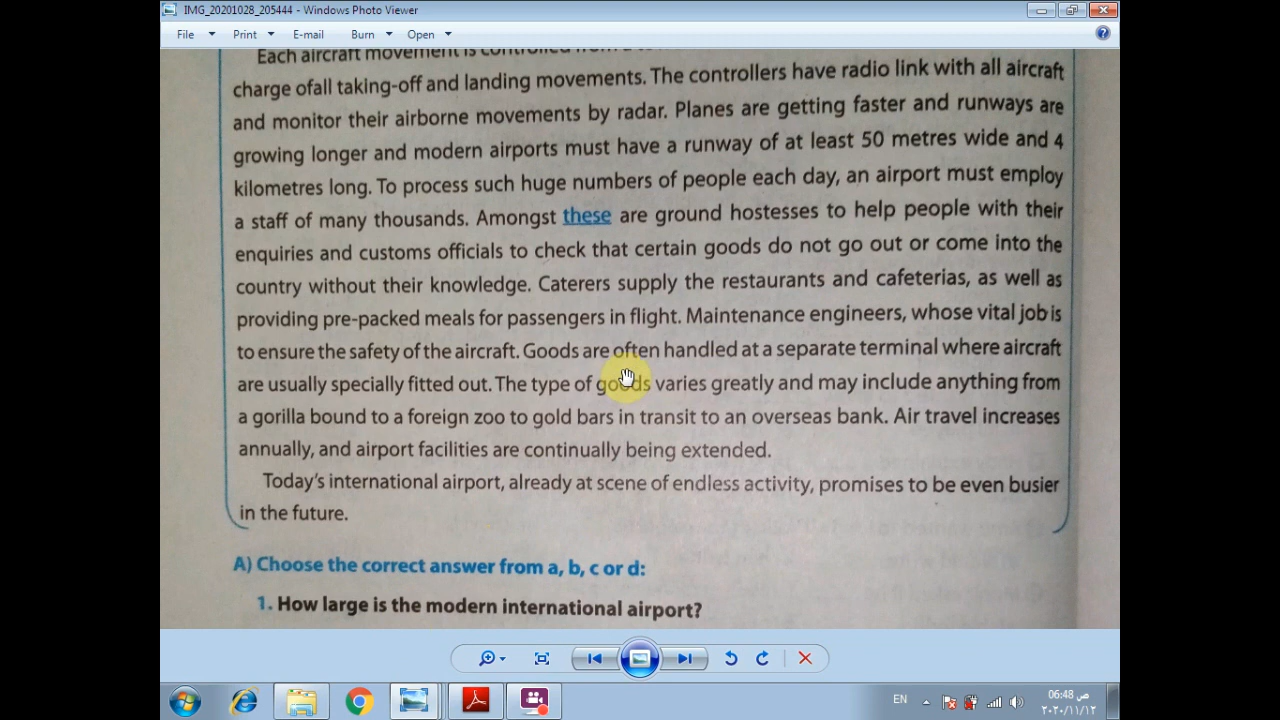 IMG_20201028_205444 - Windows Photo Viewer
File Print E-mail Burn Open
Each aircraft movement is controlled from a
charge ofall taking-off and landing movements. The controllers have radio link with all aircraft
and monitor their airborne movements by radar. Planes are getting faster and runways are
growing longer and modern airports must have a runway of at least 50 metres wide and 4
kilometres long. To process such huge numbers of people each day, an airport must employ
a staff of many thousands. Amongst these are ground hostesses to help people with their
enquiries and customs officials to check that certain goods do not go out or come into the
country without their knowledge. Caterers supply the restaurants and cafeterias, as well as
providing pre-packed meals for passengers in flight. Maintenance engineers, whose vital job is
to ensure the safety of the aircraft. Goods are often handled at a separate terminal where aircraft
are usually specially fitted out. The type of goods varies greatly and may include anything from
a gorilla bound to a foreign zoo to gold bars in transit to an overseas bank. Air travel increases
annually, and airport facilities are continually being extended.
Today's international airport, already at scene of endless activity, promises to be even busier
in the future.
A) Choose the correct answer from a, b, c or d:
1. How large is the modern international airport?
EN
06:48 ص
٢٠٢٠/١١/١٢